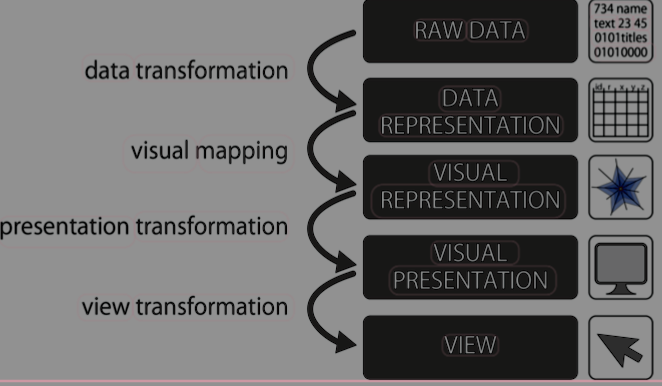 RAW DATA
734 name
text 23 45
0101titles
01010000
data transformation
DATA
REPRESENTATION
id, r, x, y, z
visual mapping
VISUAL
REPRESENTATION
presentation transformation
VISUAL
PRESENTATION
view transformation
VIEW